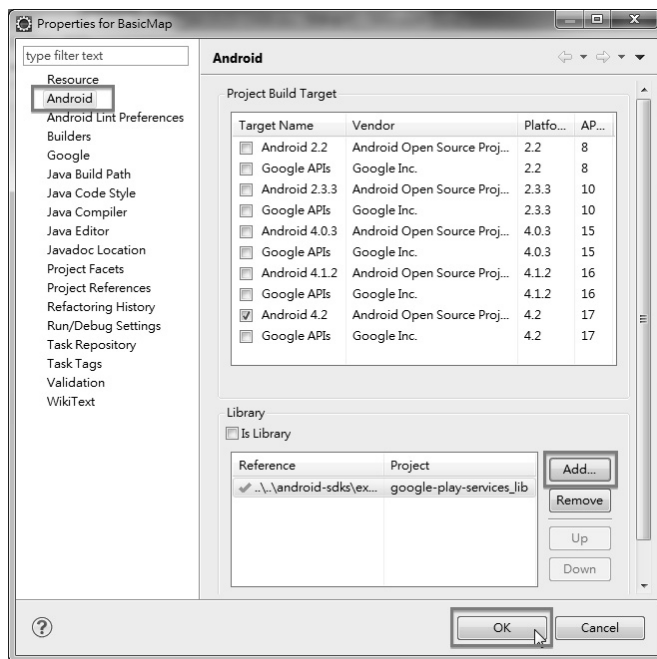 Properties for BasicMap
type filter text
Resource
Android
Android Lint Preferences
Builders
Google
Java Build Path
Java Code Style
Java Compiler
Java Editor
Javadoc Location
Project Facets
Project References
Refactoring History
Run/Debug Settings
Task Repository
Task Tags
Validation
WikiText
Android
Project Build Target
Target Name Vendor Platfo... AP...
Android 2.2 Android Open Source Proj... 2.2 8
Google APIs Google Inc. 2.2 8
Android 2.3.3 Android Open Source Proj... 2.3.3 10
Google APIs Google Inc. 2.3.3 10
Android 4.0.3 Android Open Source Proj... 4.0.3 15
Google APIs Google Inc. 4.0.3 15
Android 4.1.2 Android Open Source Proj... 4.1.2 16
Google APIs Google Inc. 4.1.2 16
Android 4.2 Android Open Source Proj... 4.2 17
Google APIs Google Inc. 4.2 17
Library
Is Library
Reference Project
..\..\android-sdks\ex... google-play-services_lib
Add...
Remove
Up
Down
OK Cancel